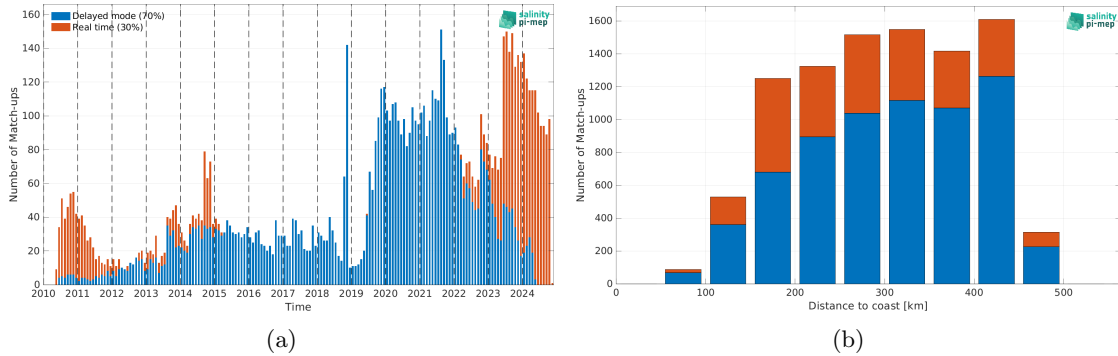 Delayed mode (70%)
Real time (30%)
salinity
pi-mep
160
140
120
100
80
60
40
20
0
Number of Match-ups
2010 2011 2012 2013 2014 2015 2016 2017 2018 2019 2020 2021 2022 2023 2024
Time
(a)
salinity
pi-mep
1600
1400
1200
1000
800
600
400
200
0
Number of Match-ups
0 100 200 300 400 500
Distance to coast [km]
(b)